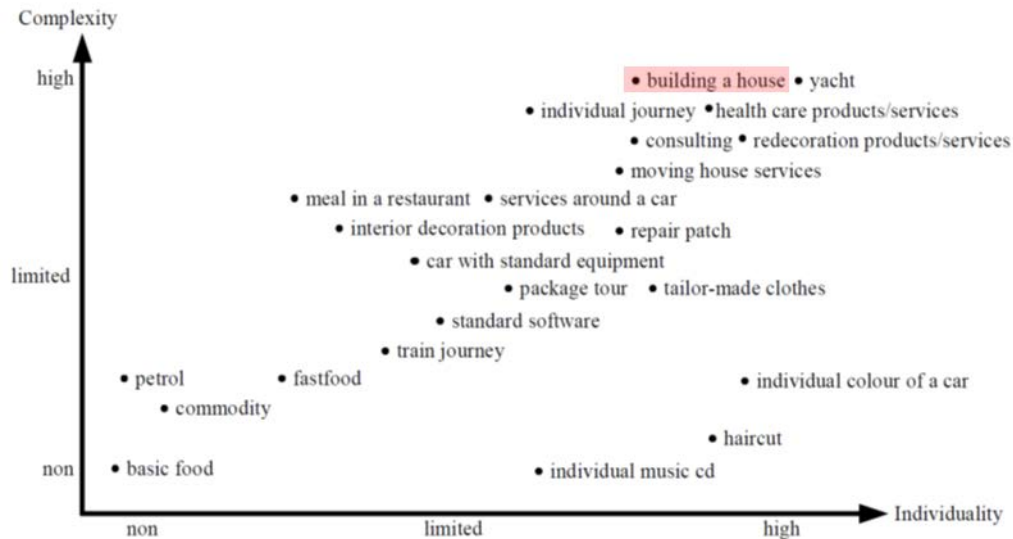 Complexity
high
building a house
yacht
individual journey
health care products/services
consulting
redecoration products/services
moving house services
meal in a restaurant
services around a car
interior decoration products
repair patch
car with standard equipment
limited
package tour
tailor-made clothes
standard software
train journey
petrol
fastfood
individual colour of a car
commodity
haircut
non
basic food
individual music cd
Individuality
non
limited
high